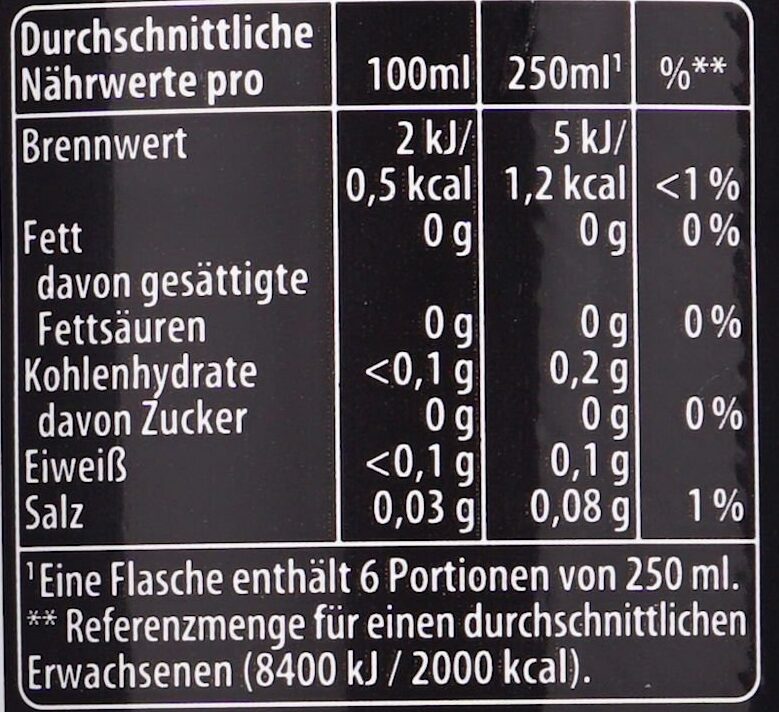 Durchschnittliche
Nährwerte pro 100ml 250ml¹ %**
Brennwert 2 kJ/ 5 kJ/
0,5 kcal 1,2 kcal <1%
Fett 0 g 0 g 0%
davon gesättigte
Fettsäuren 0 g 0 g 0%
Kohlenhydrate <0,1 g 0,2 g
davon Zucker 0 g 0 g 0%
Eiweiß <0,1 g 0,1 g
Salz 0,03 g 0,08 g 1%
¹Eine Flasche enthält 6 Portionen von 250 ml.
** Referenzmenge für einen durchschnittlichen
Erwachsenen (8400 kJ / 2000 kcal).